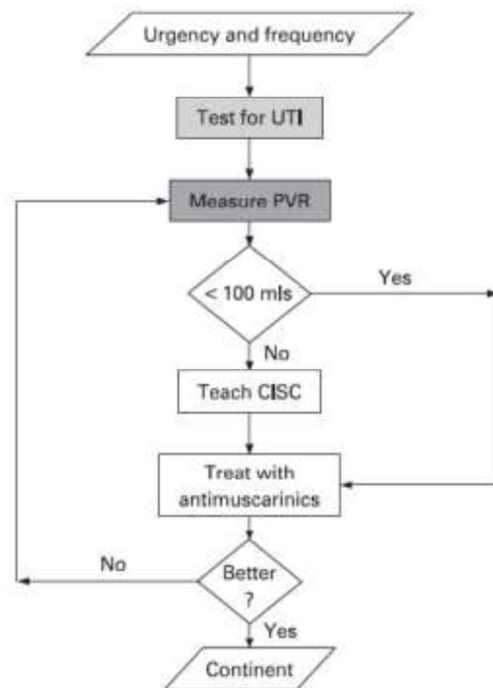 Urgency and frequency
Test for UTI
Measure PVR
< 100 mls
Yes
No
Teach CISC
Treat with
antimuscarinics
No
Better
?
Yes
Continent